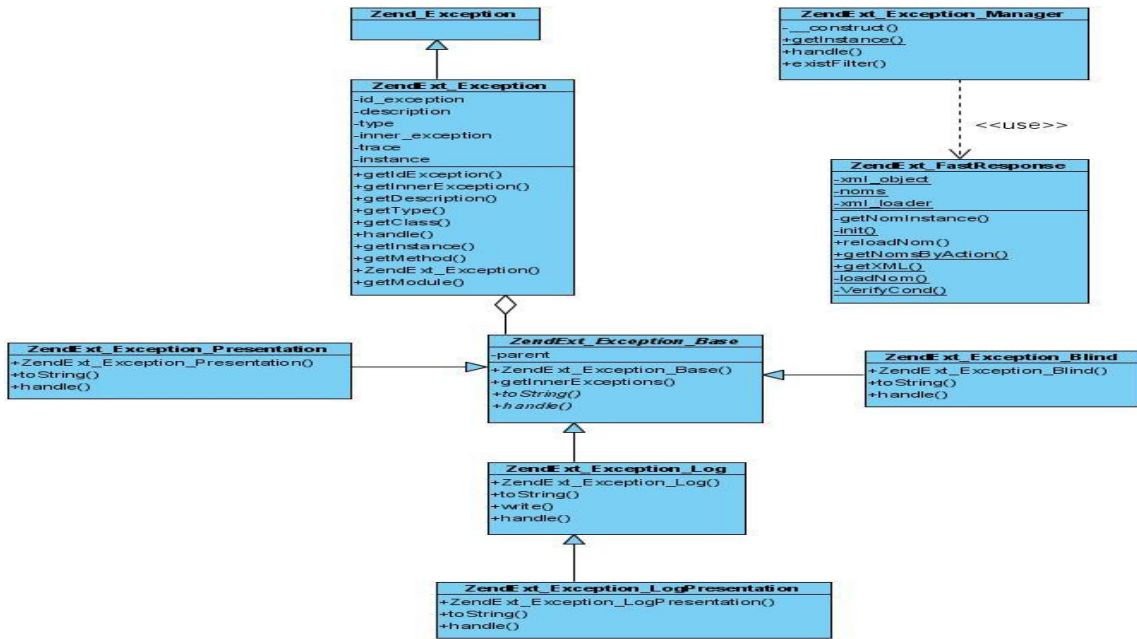 Zend_Exception
ZendExt_Exception
-id_exception
-description
-type
-inner_exception
-trace
-instance
+getIdException()
+getInnerException()
+getDescription()
+getType()
+getClass()
+handle()
+getInstance()
+getMethod()
+ZendExt_Exception()
+getModule()
ZendExt_Exception_Manager
-__construct()
+getInstance()
+handle()
+existFilter()
<<use>>
ZendExt_FastResponse
-xml_object
-noms
-xml_loader
-getNomInstance()
-init()
+reloadNom()
+getNomsByAction()
+getXML()
-loadNom()
-VerifyCond()
ZendExt_Exception_Presentation
+ZendExt_Exception_Presentation()
+toString()
+handle()
ZendExt_Exception_Base
-parent
+ZendExt_Exception_Base()
+getInnerExceptions()
+toString()
+handle()
ZendExt_Exception_Blind
+ZendExt_Exception_Blind()
+toString()
+handle()
ZendExt_Exception_Log
+ZendExt_Exception_Log()
+toString()
+write()
+handle()
ZendExt_Exception_LogPresentation
+ZendExt_Exception_LogPresentation()
+toString()
+handle()